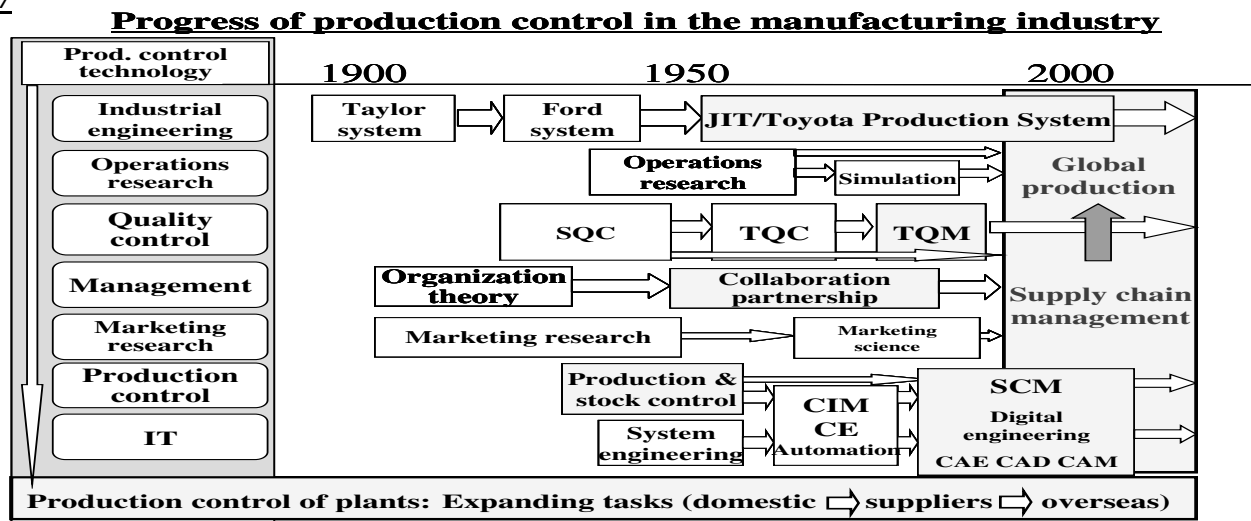 Progress of production control in the manufacturing industry
Prod. control
technology
1900
1950
2000
Industrial
engineering
Taylor
system
Ford
system
JIT/Toyota Production System
Operations
research
Operations
research
Simulation
Global
production
Quality
control
SQC
TQC
TQM
Management
Organization
theory
Collaboration
partnership
Supply chain
management
Marketing
research
Marketing research
Marketing
science
Production
control
Production &
stock control
CIM
CE
Automation
SCM
Digital
engineering
CAE CAD CAM
IT
System
engineering
Production control of plants: Expanding tasks (domestic ⇨ suppliers ⇨ overseas)